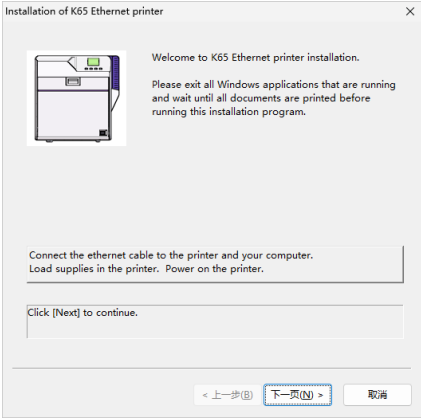 Installation of K65 Ethernet printer
Welcome to K65 Ethernet printer installation.
Please exit all Windows applications that are running
and wait until all documents are printed before
running this installation program.
Connect the ethernet cable to the printer and your computer.
Load supplies in the printer.  Power on the printer.
Click [Next] to continue.
< 上一步(B)
下一页(N) >
取消